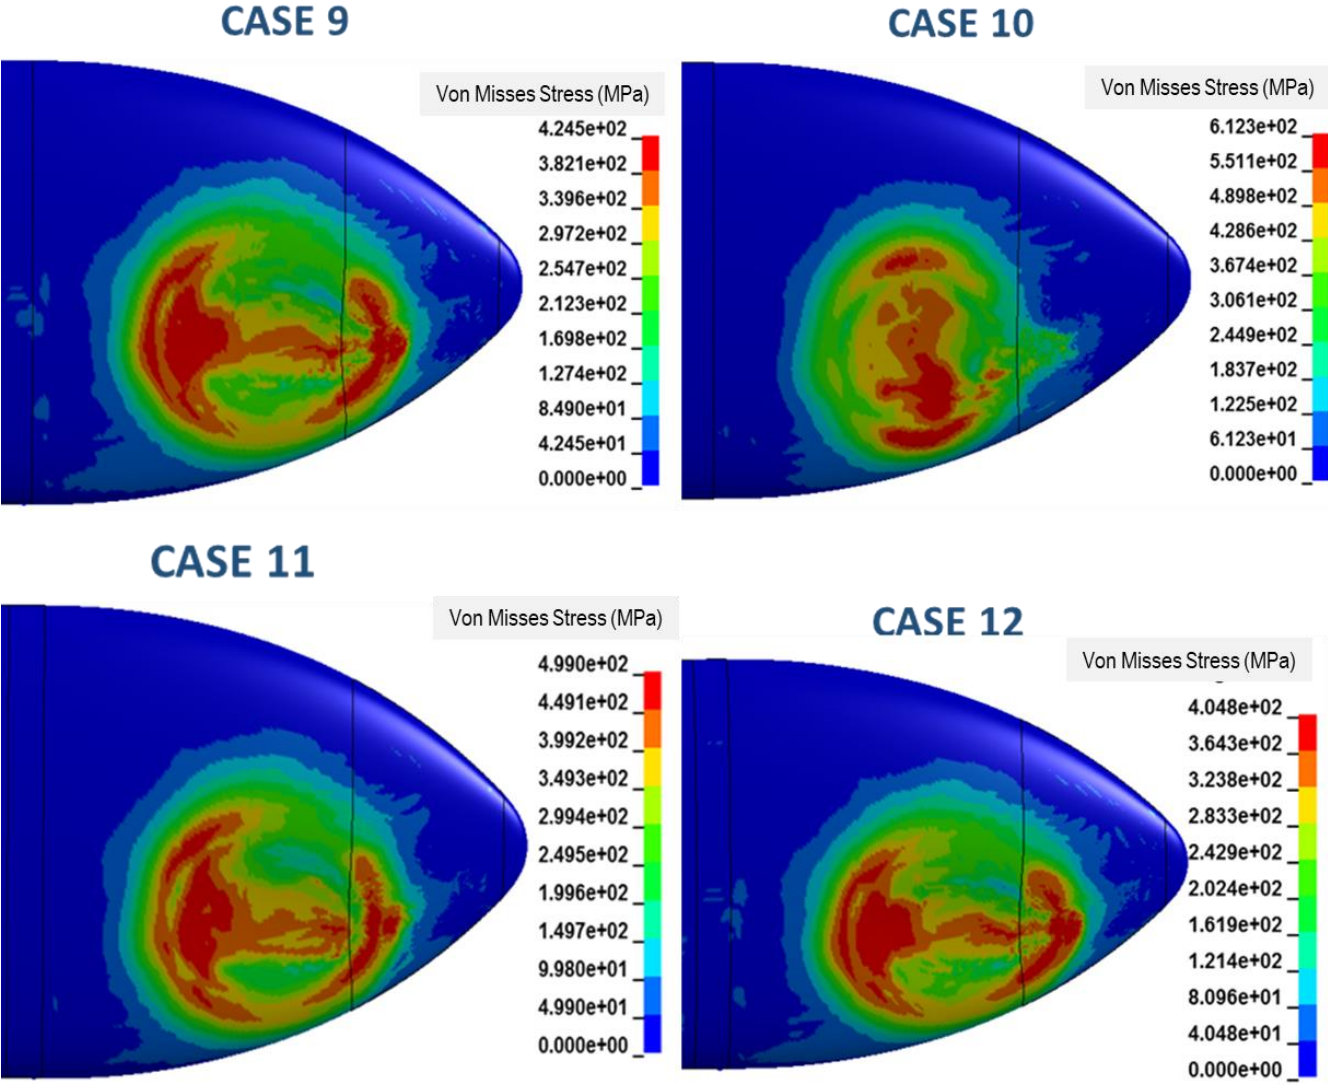 CASE 9
Von Misses Stress (MPa)
4.245e+02
3.821e+02
3.396e+02
2.972e+02
2.547e+02
2.123e+02
1.698e+02
1.274e+02
8.490e+01
4.245e+01
0.000e+00
CASE 10
Von Misses Stress (MPa)
6.123e+02
5.511e+02
4.898e+02
4.286e+02
3.674e+02
3.061e+02
2.449e+02
1.837e+02
1.225e+02
6.123e+01
0.000e+00
CASE 11
Von Misses Stress (MPa)
4.990e+02
4.491e+02
3.992e+02
3.493e+02
2.994e+02
2.495e+02
1.996e+02
1.497e+02
9.980e+01
4.990e+01
0.000e+00
CASE 12
Von Misses Stress (MPa)
4.048e+02
3.643e+02
3.238e+02
2.833e+02
2.429e+02
2.024e+02
1.619e+02
1.214e+02
8.096e+01
4.048e+01
0.000e+00